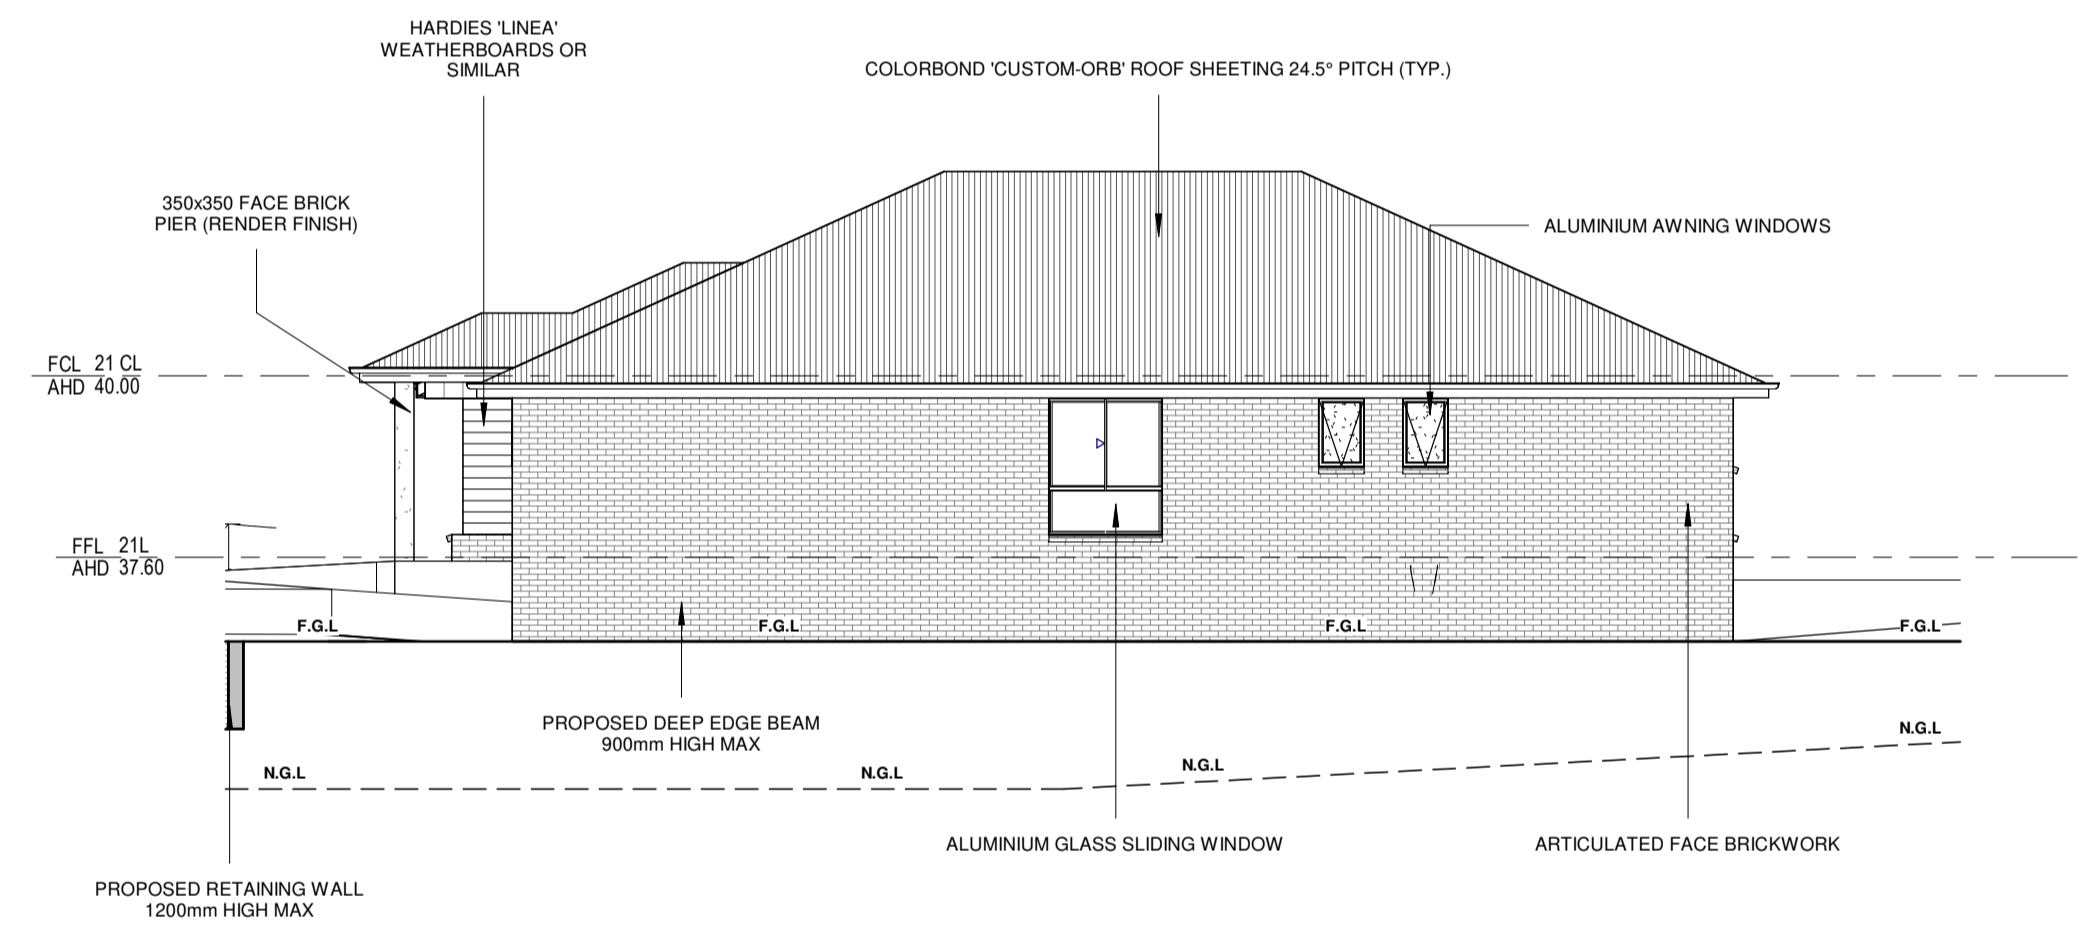 HARDIES 'LINEA'
WEATHERBOARDS OR
SIMILAR
COLORBOND 'CUSTOM-ORB' ROOF SHEETING 24.5° PITCH (TYP.)
350x350 FACE BRICK
PIER (RENDER FINISH)
ALUMINIUM AWNING WINDOWS
FCL 21 CL
AHD 40.00
FFL 21L
AHD 37.60
F.G.L
F.G.L
F.G.L
F.G.L
PROPOSED DEEP EDGE BEAM
900mm HIGH MAX
N.G.L
N.G.L
N.G.L
N.G.L
ALUMINIUM GLASS SLIDING WINDOW
ARTICULATED FACE BRICKWORK
PROPOSED RETAINING WALL
1200mm HIGH MAX